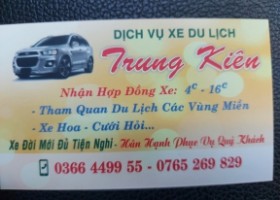 DỊCH VỤ XE DU LỊCH
Trung Kiên
Nhận Hợp Đồng Xe: 4c - 16c
- Tham Quan Du Lịch Các Vùng Miền
- Xe Hoa - Cưới Hỏi...
Xe Đời Mới Đủ Tiện Nghi - Hân Hạnh Phục Vụ Quý Khách
0366 4499 55 - 0765 269 829